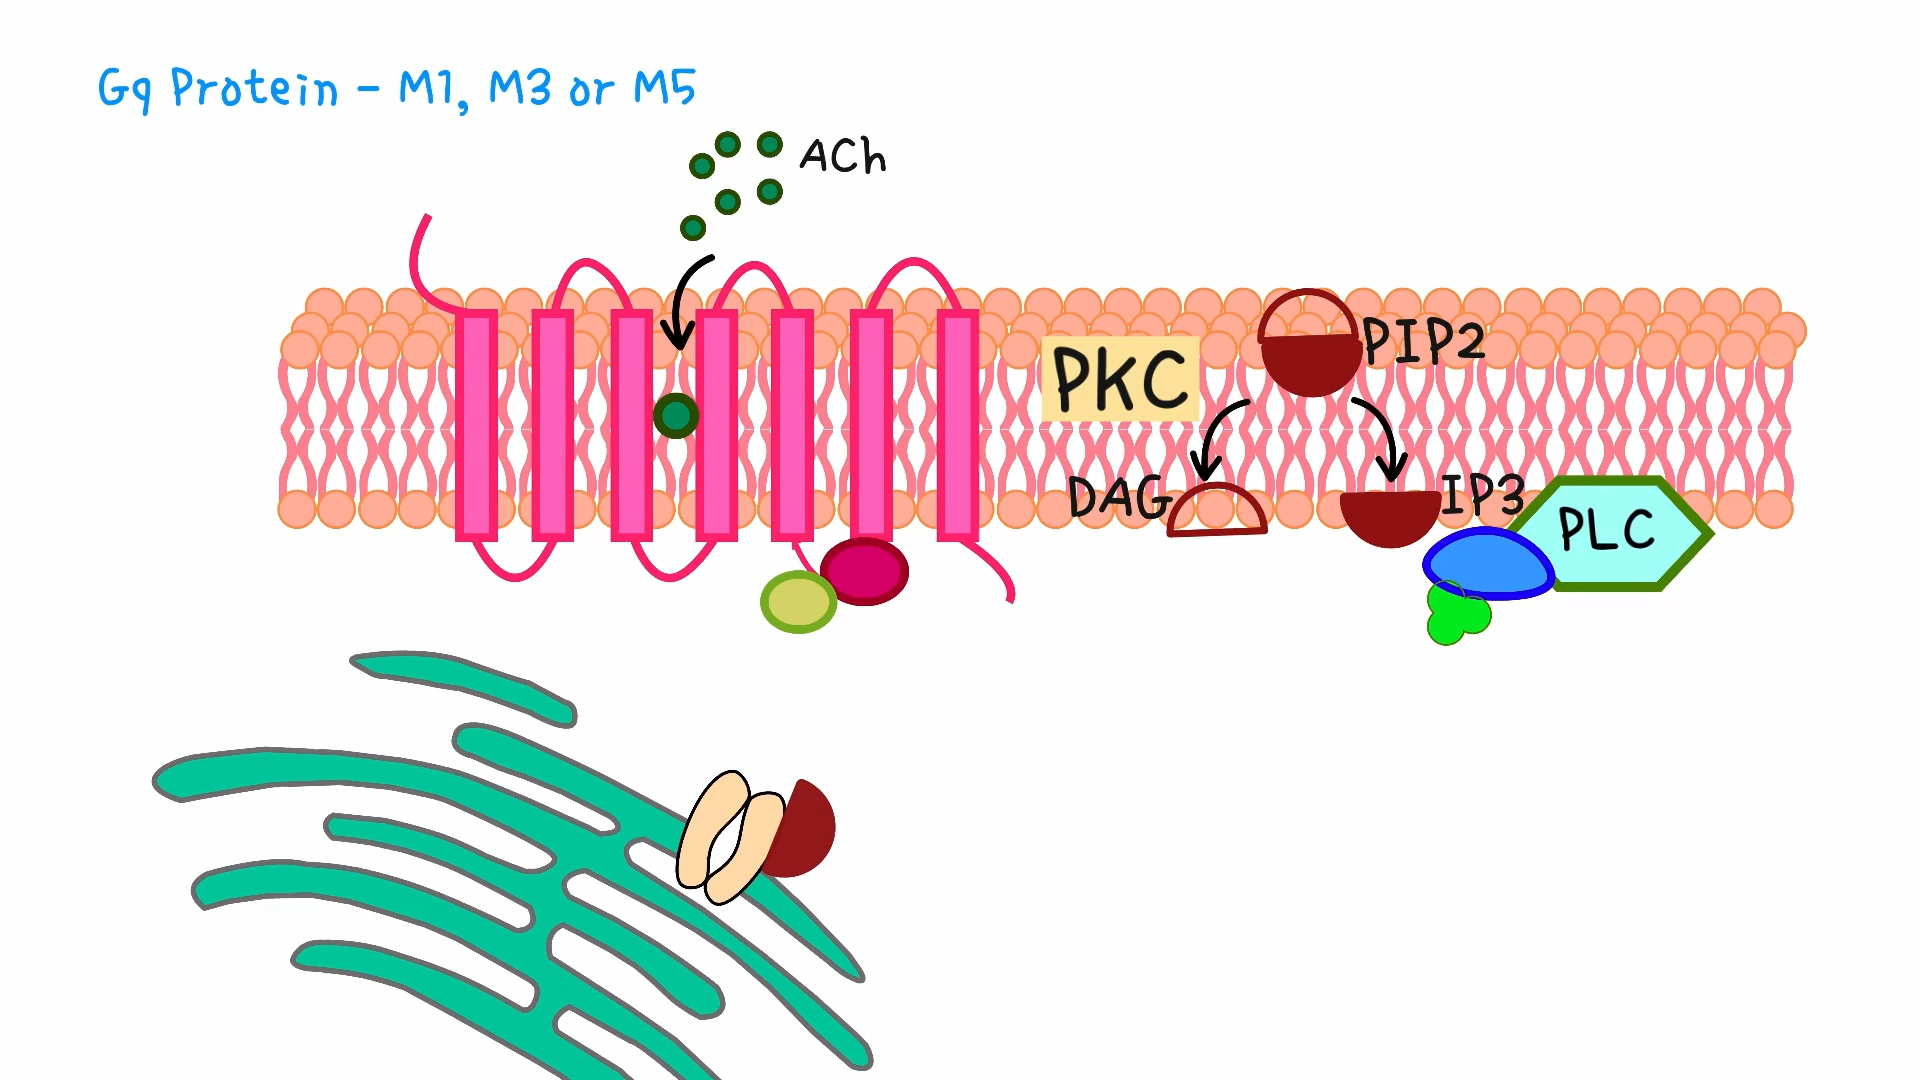 Gq Protein - M1, M3 or M5
ACh
PIP2
PKC
DAG
IP3
PLC